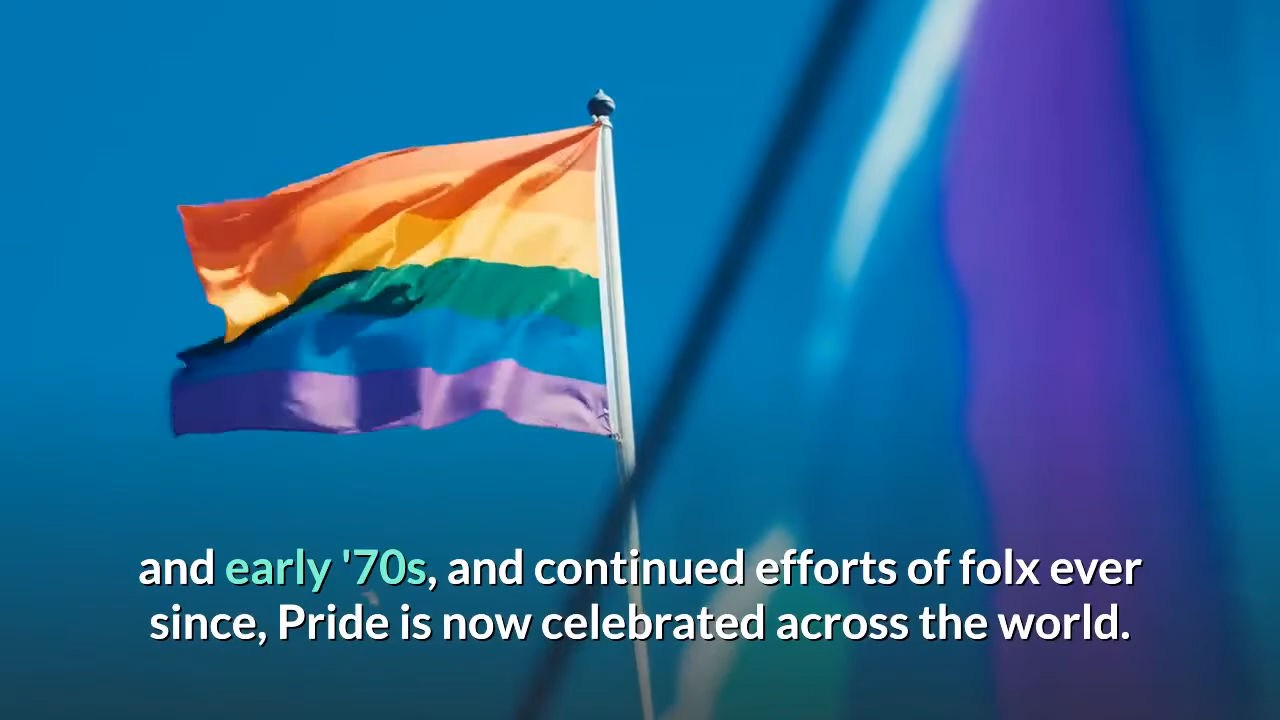 and early '70s, and continued efforts of folx ever
since, Pride is now celebrated across the world.